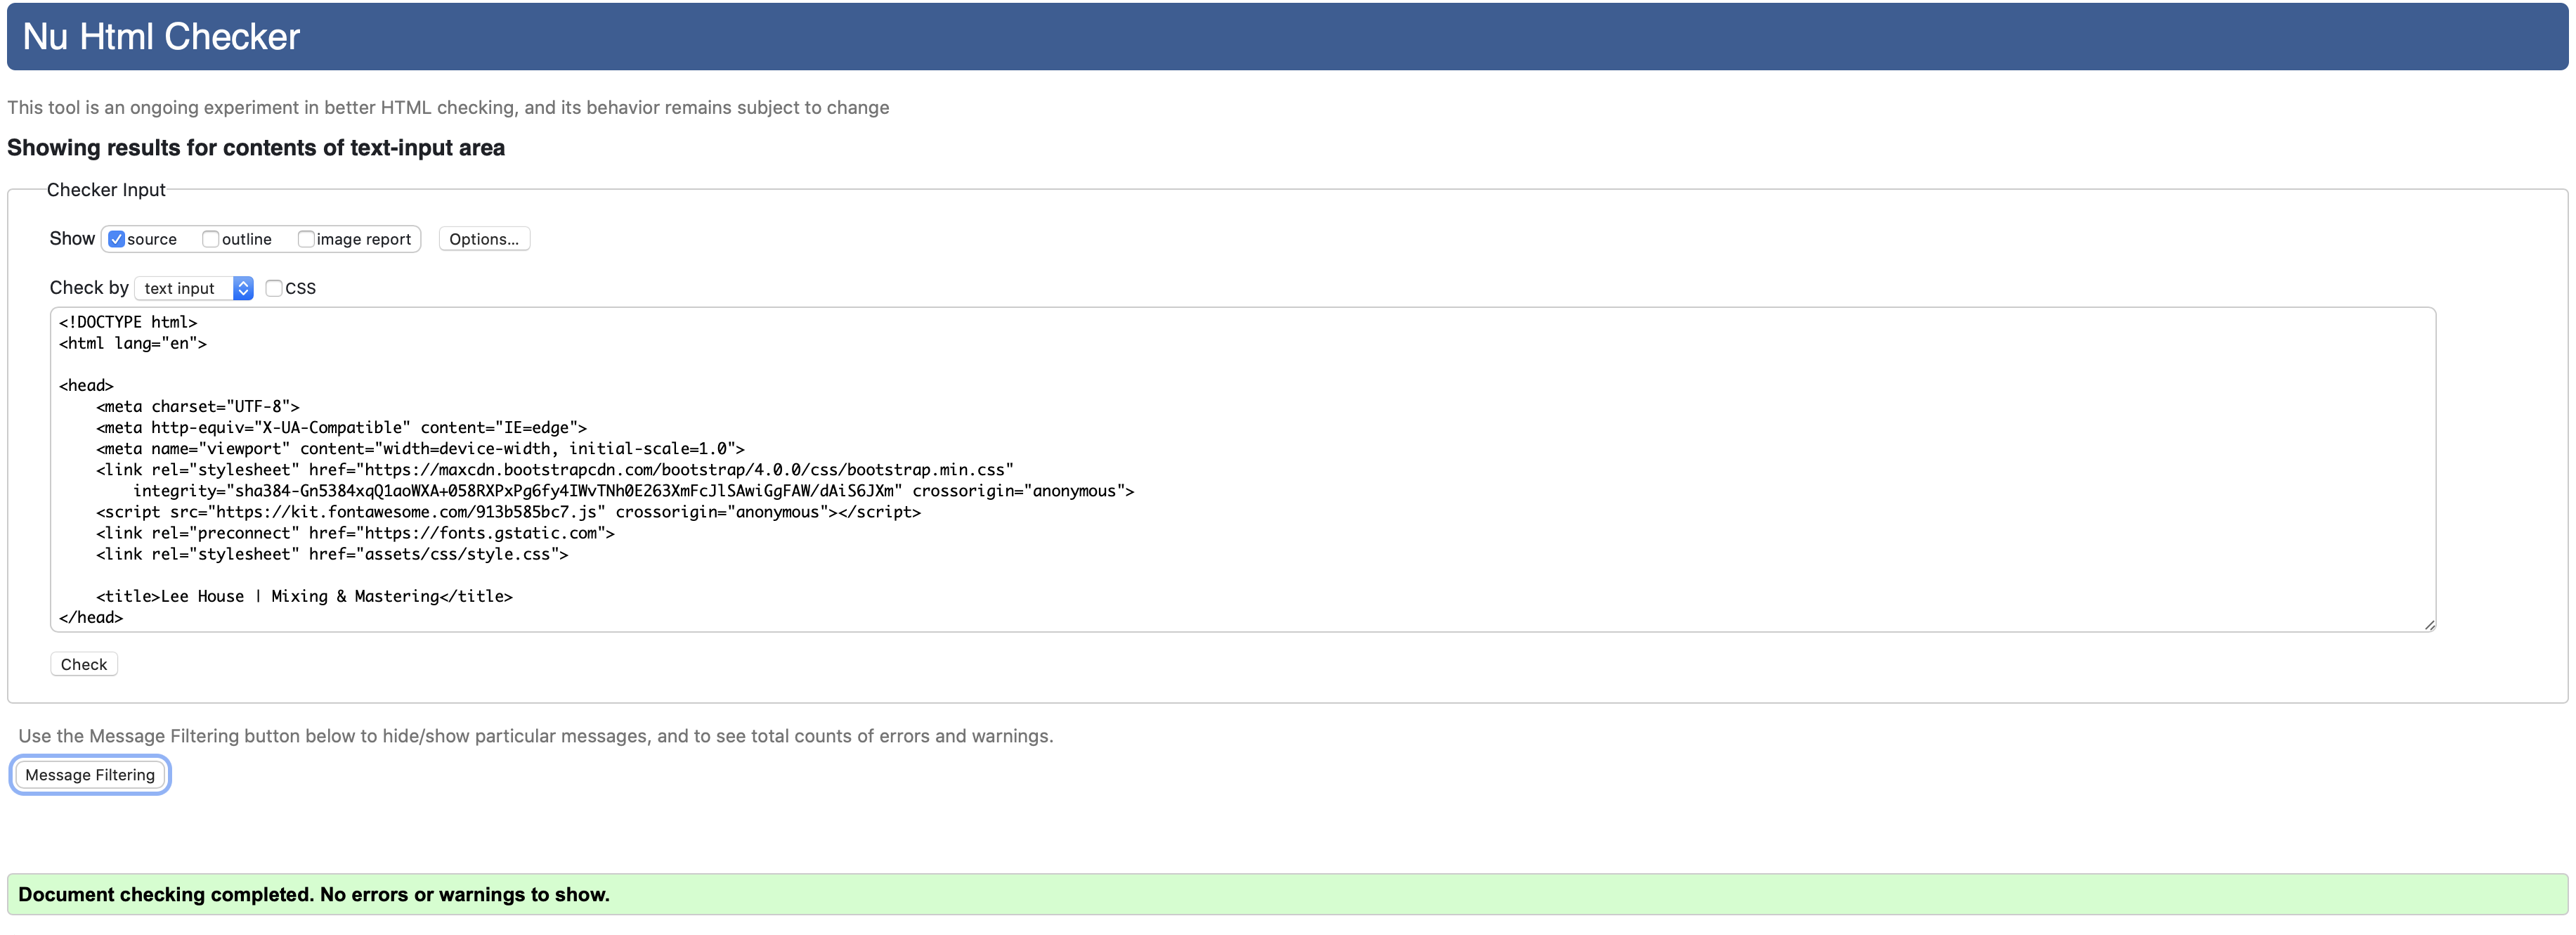 Nu Html Checker
This tool is an ongoing experiment in better HTML checking, and its behavior remains subject to change
Showing results for contents of text-input area
Checker Input
Show source outline image report Options...
Check by text input CSS
<!DOCTYPE html>
<html lang="en">
<head>
    <meta charset="UTF-8">
    <meta http-equiv="X-UA-Compatible" content="IE=edge">
    <meta name="viewport" content="width=device-width, initial-scale=1.0">
    <link rel="stylesheet" href="https://maxcdn.bootstrapcdn.com/bootstrap/4.0.0/css/bootstrap.min.css"
        integrity="sha384-Gn5384xqQ1aoWXA+058RXPxPg6fy4IWvTNh0E263XmFcJlSAwiGgFAW/dAiS6JXm" crossorigin="anonymous">
    <script src="https://kit.fontawesome.com/913b585bc7.js" crossorigin="anonymous"></script>
    <link rel="preconnect" href="https://fonts.gstatic.com">
    <link rel="stylesheet" href="assets/css/style.css">
    <title>Lee House | Mixing & Mastering</title>
</head>
Check
Use the Message Filtering button below to hide/show particular messages, and to see total counts of errors and warnings.
Message Filtering
Document checking completed. No errors or warnings to show.